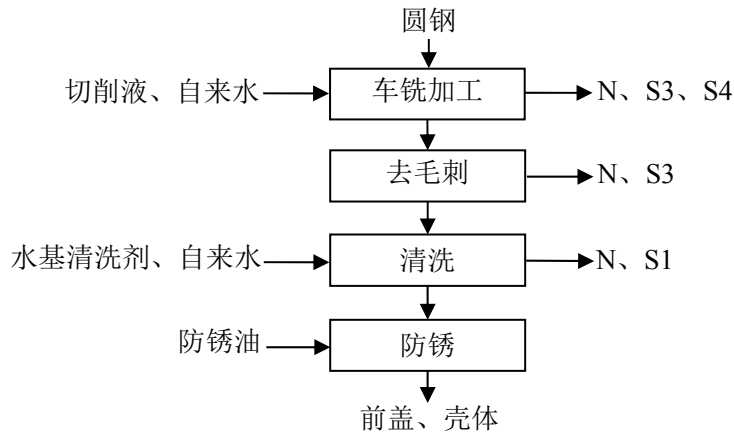 圆钢
切削液、自来水
车铣加工
N、S3、S4
去毛刺
N、S3
水基清洗剂、自来水
清洗
N、S1
防锈油
防锈
前盖、壳体